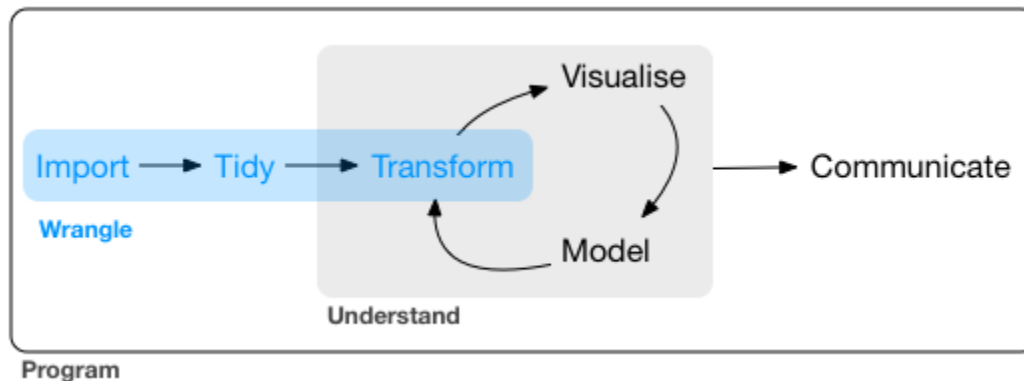 Visualise
Import
Tidy
Transform
Communicate
Wrangle
Model
Understand
Program